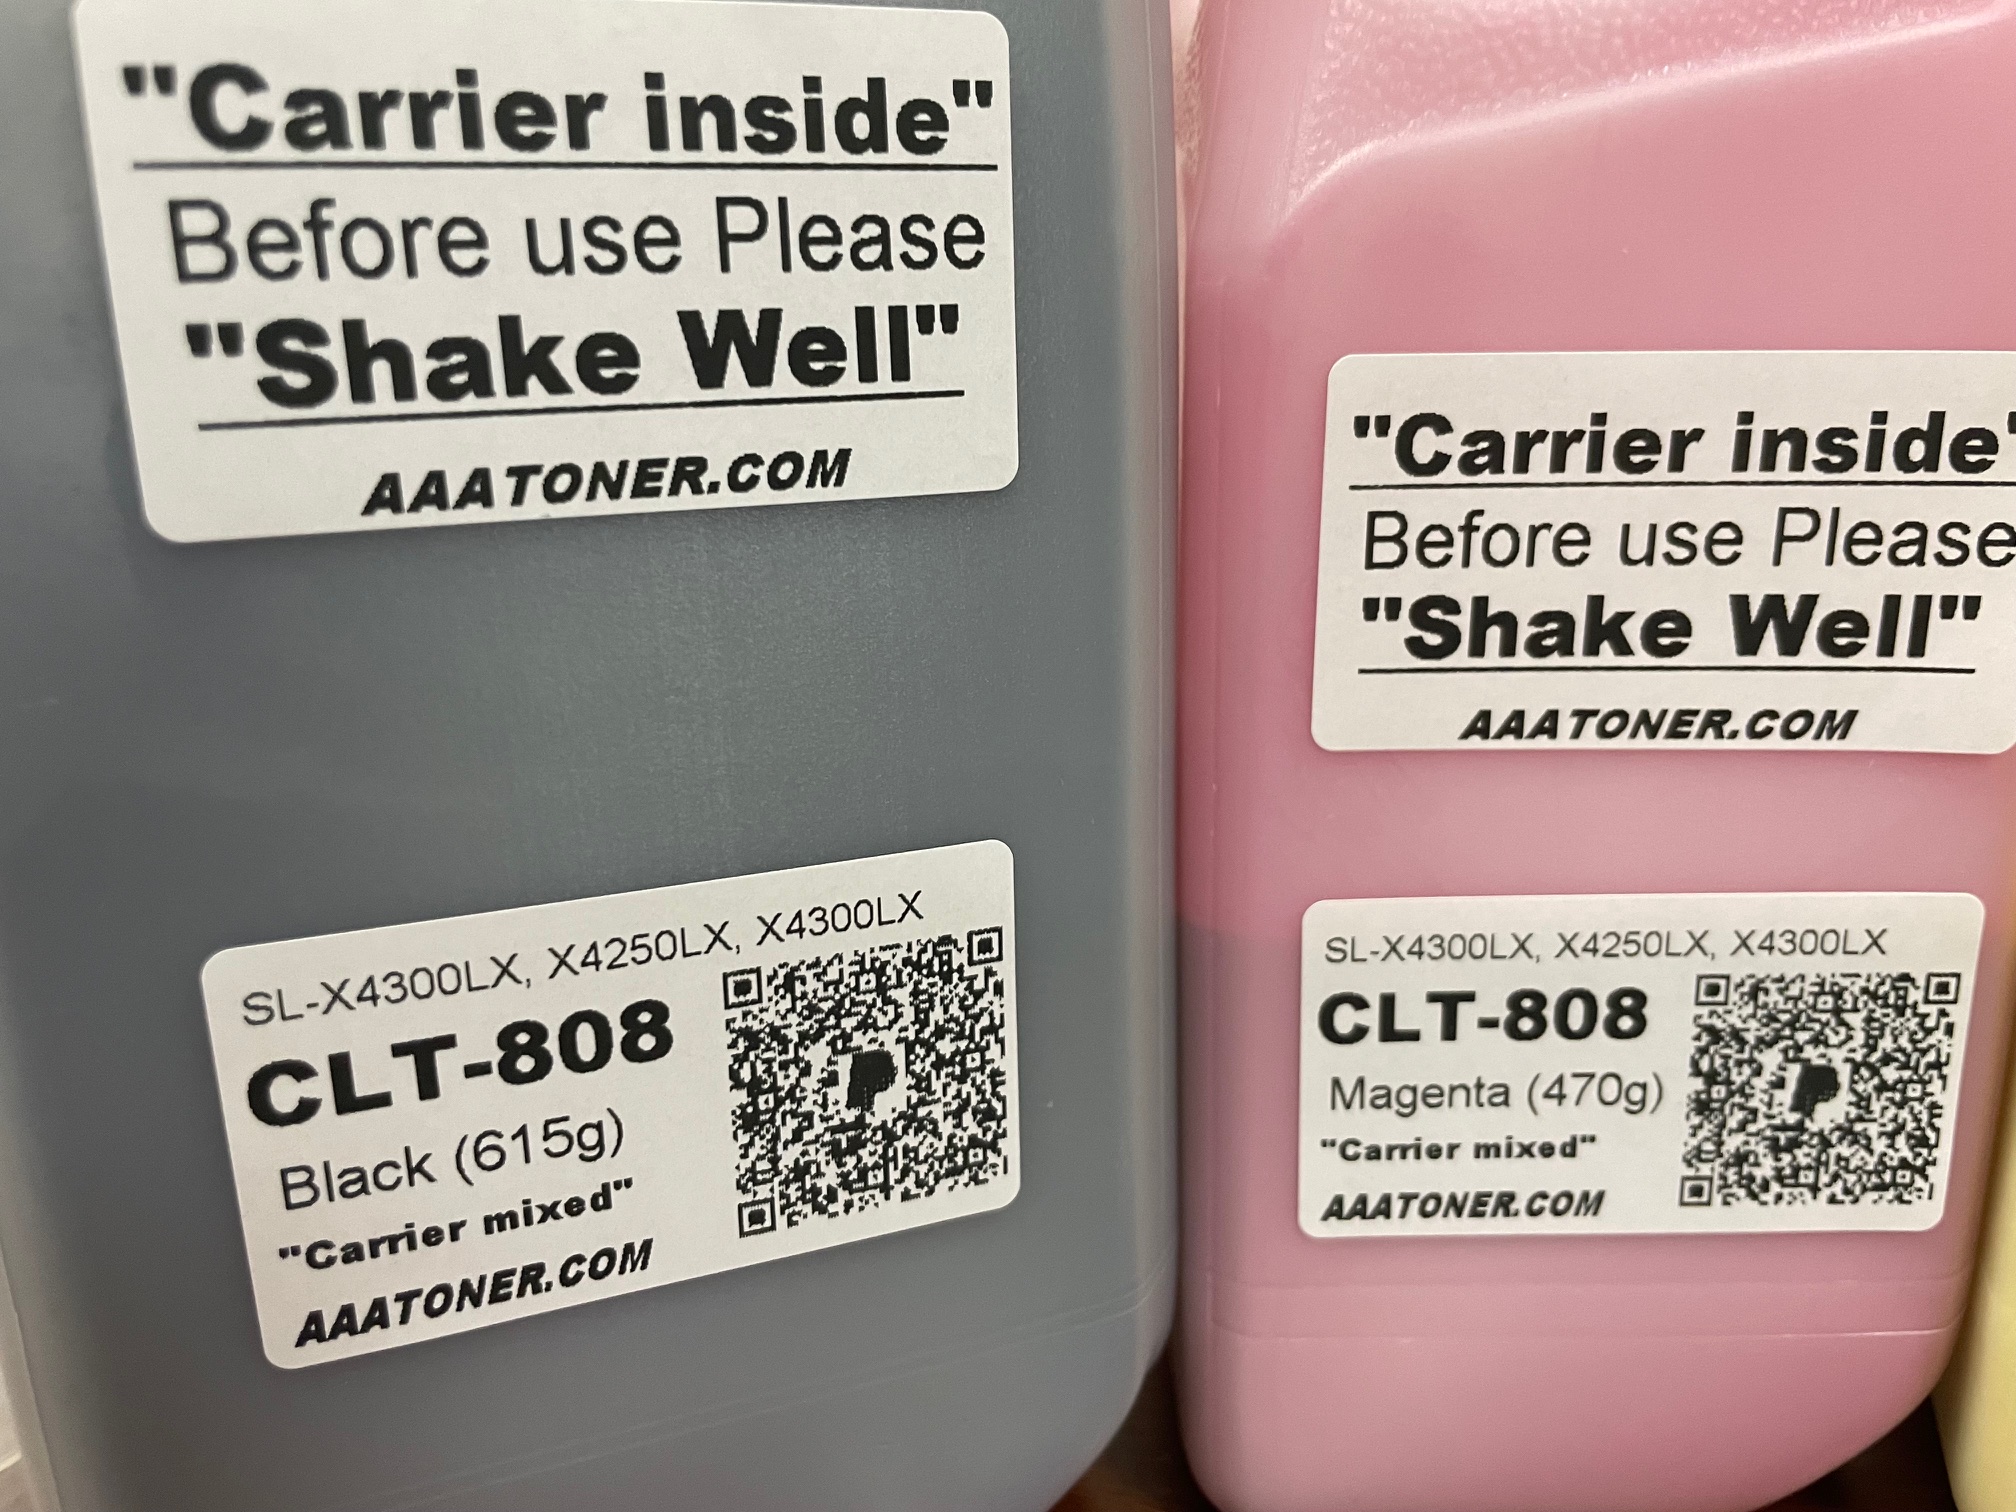 "Carrier inside"
Before use Please
"Shake Well"
AAATONER.COM
SL-X4300LX, X4250LX, X4300LX
CLT-808
Black (615g)
"Carrier mixed"
AAATONER.COM
"Carrier inside"
Before use Please
"Shake Well"
AAATONER.COM
SL-X4300LX, X4250LX, X4300LX
CLT-808
Magenta (470g)
"Carrier mixed"
AAATONER.COM